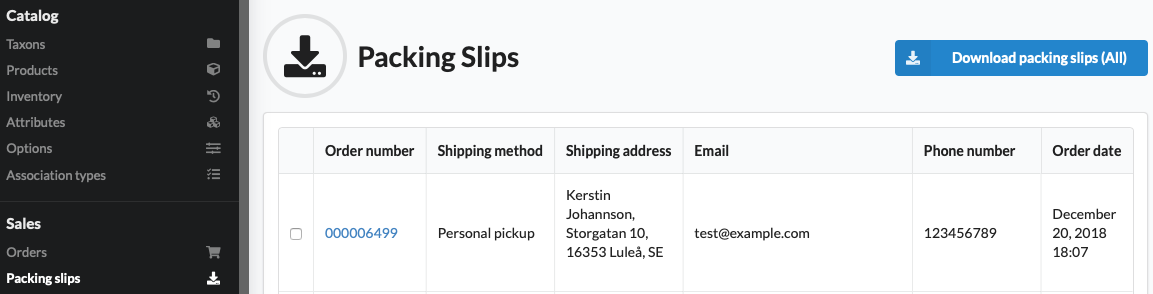 Catalog
Taxons
Products
Inventory
Attributes
Options
Association types
Sales
Orders
Packing slips
Packing Slips
Download packing slips (All)
Order number Shipping method Shipping address Email Phone number Order date
000006499 Personal pickup Kerstin
Johannson,
Storgatan 10,
16353 Luleå, SE test@example.com 123456789 December
20, 2018
18:07